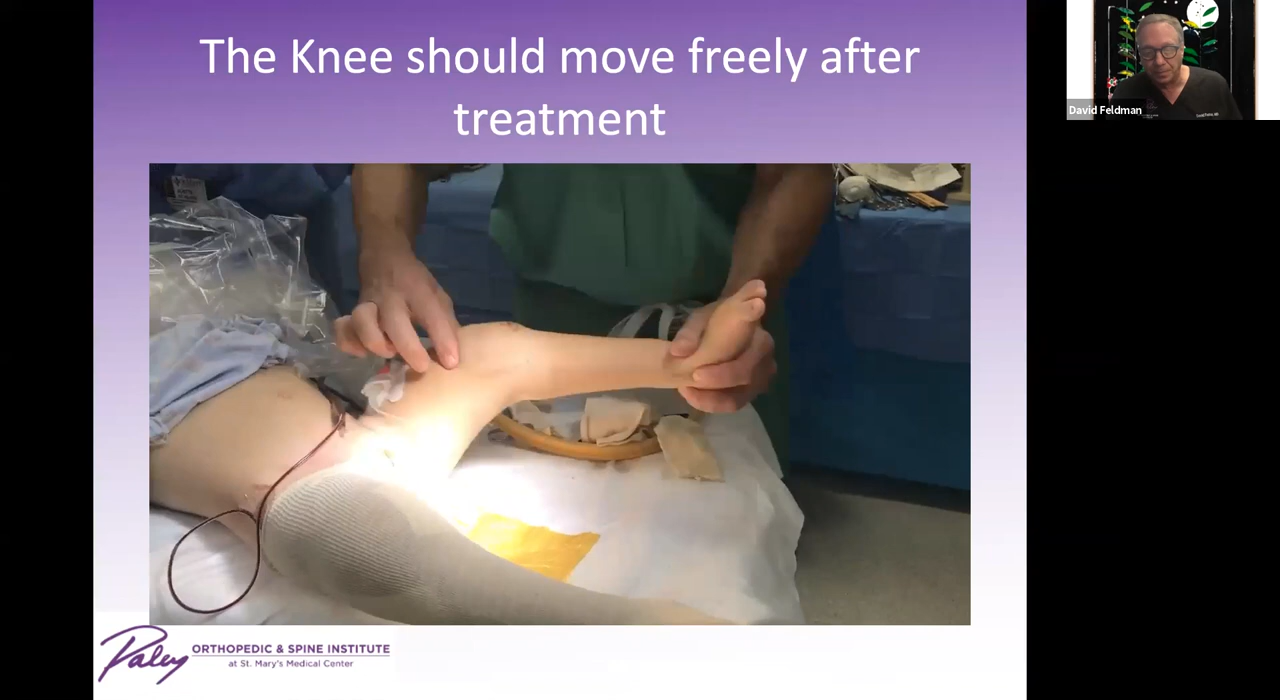 The Knee should move freely after
treatment
David Feldman
Paley
ORTHOPEDIC & SPINE INSTITUTE
at St. Mary's Medical Center